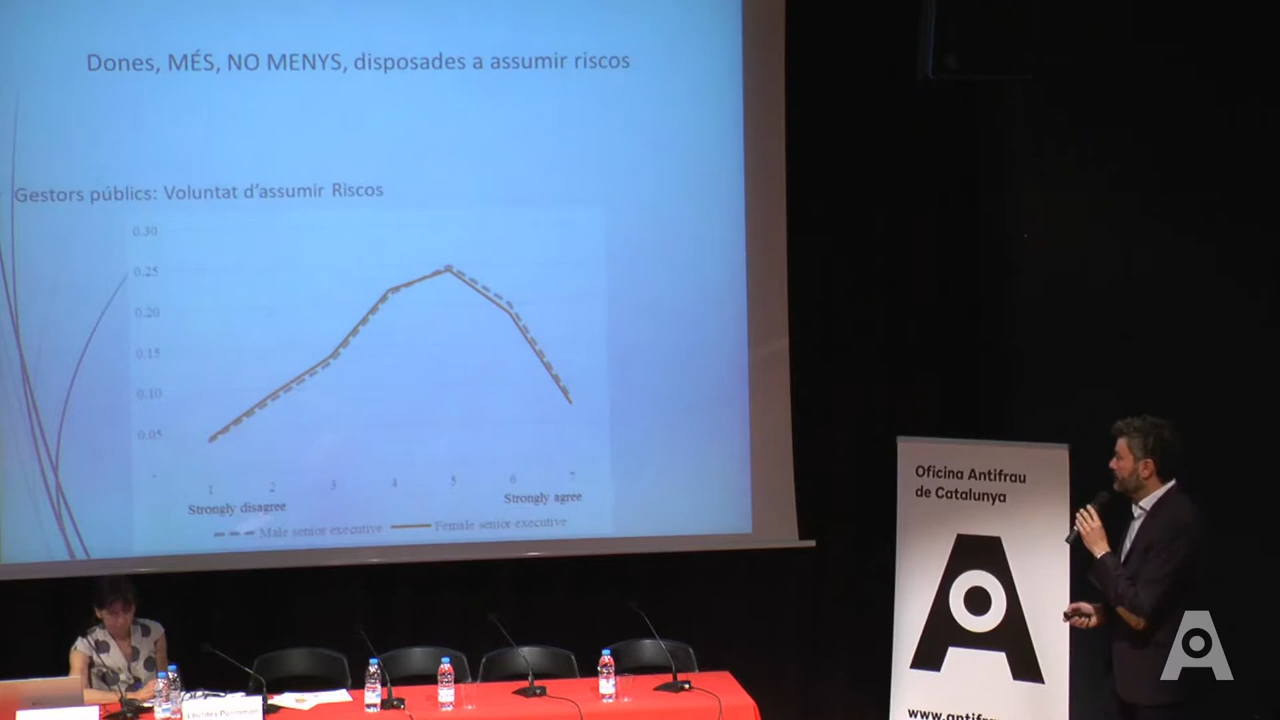 Dones, MÉS, NO MENYS, disposades a assumir riscos
Gestors públics: Voluntat d'assumir Riscos
0.30
0.25
0.20
0.15
0.10
0.05
1 2 3 4 5 6 7
Strongly disagree Strongly agree
Male senior executive Female senior executive
Oficina Antifrau
de Catalunya